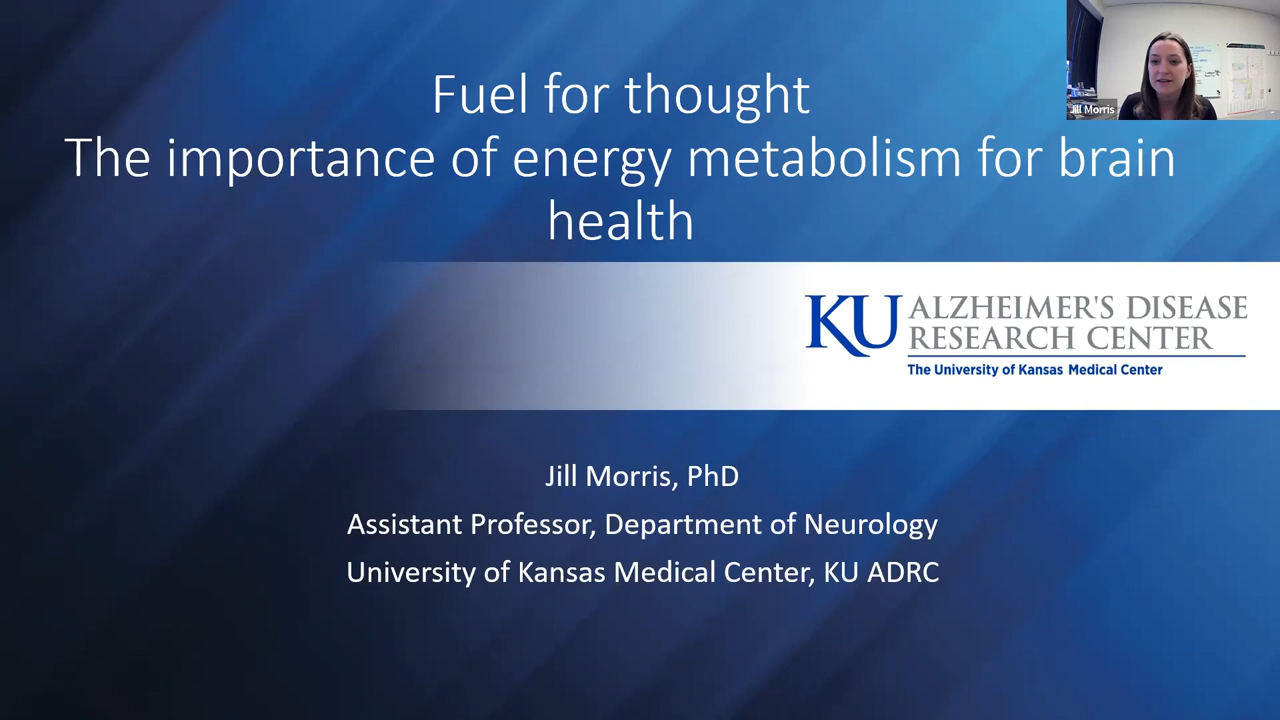 Fuel for thought
The importance of energy metabolism for brain
health
Jill Morris
KU ALZHEIMER'S DISEASE
RESEARCH CENTER
The University of Kansas Medical Center
Jill Morris, PhD
Assistant Professor, Department of Neurology
University of Kansas Medical Center, KU ADRC